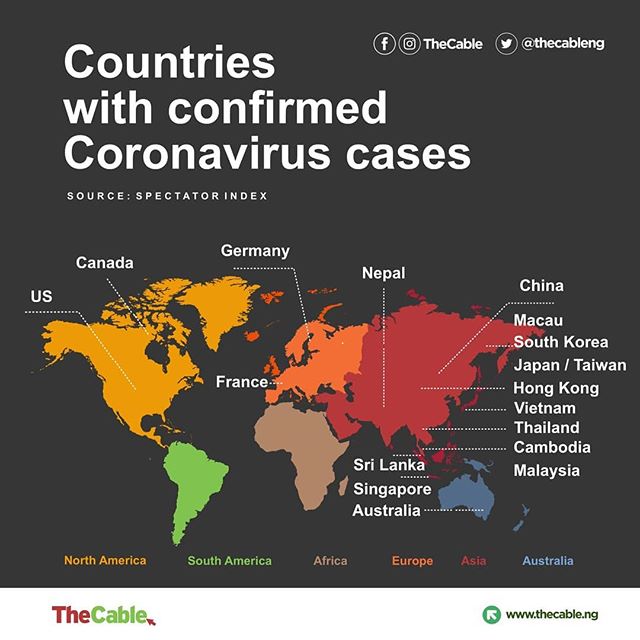 TheCable
@thecableng
Countries
with confirmed
Coronavirus cases
SOURCE: SPECTATOR INDEX
Germany
Canada
Nepal
China
US
Macau
South Korea
Japan / Taiwan
France
Hong Kong
Vietnam
Thailand
Cambodia
Sri Lanka
Malaysia
Singapore
Australia
North America
South America
Africa
Europe
Asia
Australia
TheCable
www.thecable.ng